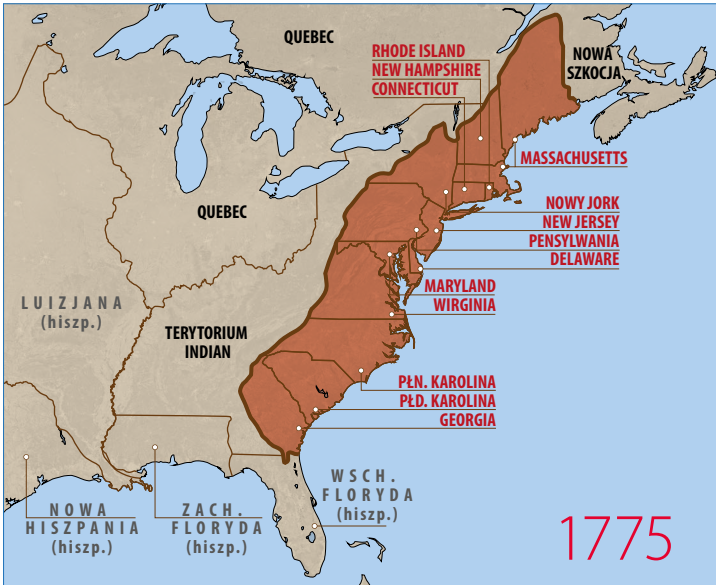 QUEBEC
RHODE ISLAND
NEW HAMPSHIRE
CONNECTICUT
NOWA
SZKOCJA
MASSACHUSETTS
NOWY JORK
NEW JERSEY
PENSYLWANIA
DELAWARE
QUEBEC
MARYLAND
WIRGINIA
LUIZJANA
(hiszp.)
TERYTORIUM
INDIAN
PŁN. KAROLINA
PŁD. KAROLINA
GEORGIA
NOWA
HISZPANIA
(hiszp.)
ZACH.
FLORYDA
(hiszp.)
WSCH.
FLORYDA
(hiszp.)
1775